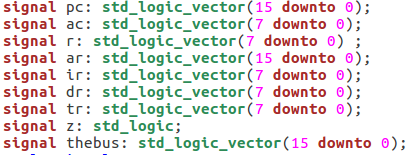 signal pc: std_logic_vector(15 downto 0);
signal ac: std_logic_vector(7 downto 0);
signal r: std_logic_vector(7 downto 0) ;
signal ar: std_logic_vector(15 downto 0);
signal ir: std_logic_vector(7 downto 0);
signal dr: std_logic_vector(7 downto 0);
signal tr: std_logic_vector(7 downto 0);
signal z: std_logic;
signal thebus: std_logic_vector(15 downto 0);